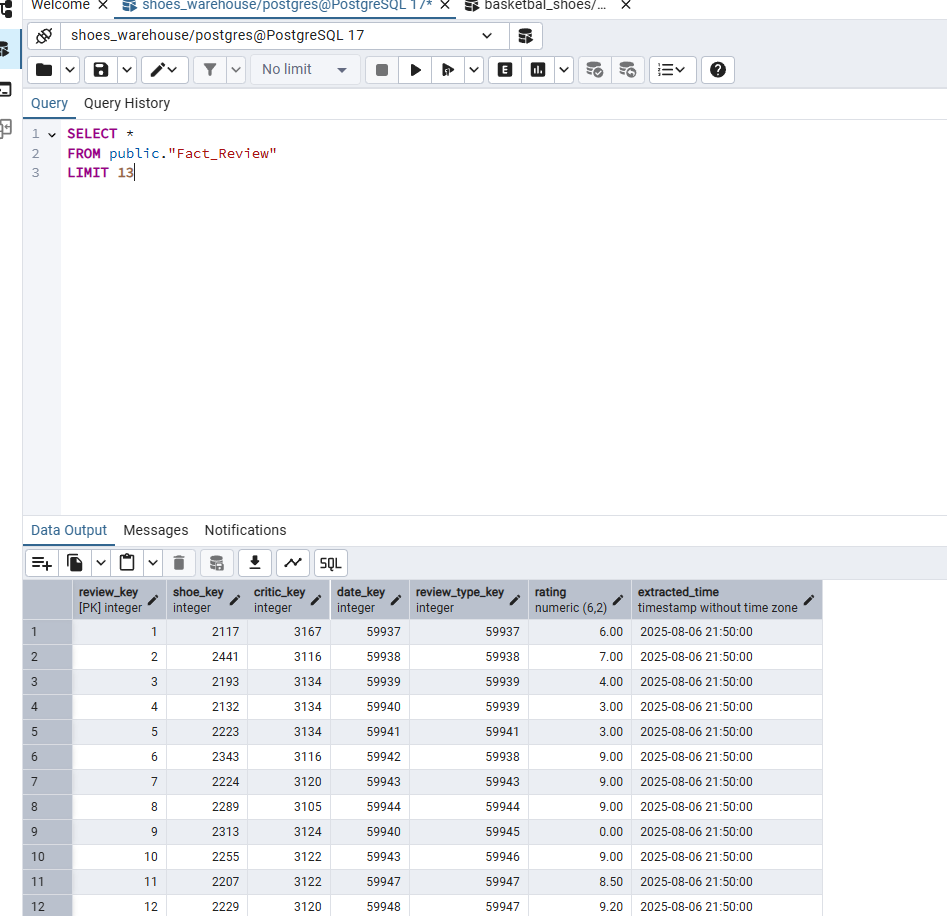 Welcome shoes_warehouse/postgres@PostgreSQL 17* basketbal_shoes/...
shoes_warehouse/postgres@PostgreSQL 17
No limit E
Query Query History
1 SELECT *
2 FROM public."Fact_Review"
3 LIMIT 13
Data Output Messages Notifications
SQL
review_key shoe_key critic_key date_key review_type_key rating extracted_time
[PK] integer integer integer integer integer numeric (6,2) timestamp without time zone
1 1 2117 3167 59937 59937 6.00 2025-08-06 21:50:00
2 2 2441 3116 59938 59938 7.00 2025-08-06 21:50:00
3 3 2193 3134 59939 59939 4.00 2025-08-06 21:50:00
4 4 2132 3134 59940 59939 3.00 2025-08-06 21:50:00
5 5 2223 3134 59941 59941 3.00 2025-08-06 21:50:00
6 6 2343 3116 59942 59938 9.00 2025-08-06 21:50:00
7 7 2224 3120 59943 59943 9.00 2025-08-06 21:50:00
8 8 2289 3105 59944 59944 9.00 2025-08-06 21:50:00
9 9 2313 3124 59940 59945 0.00 2025-08-06 21:50:00
10 10 2255 3122 59943 59946 9.00 2025-08-06 21:50:00
11 11 2207 3122 59947 59947 8.50 2025-08-06 21:50:00
12 12 2229 3120 59948 59947 9.20 2025-08-06 21:50:00